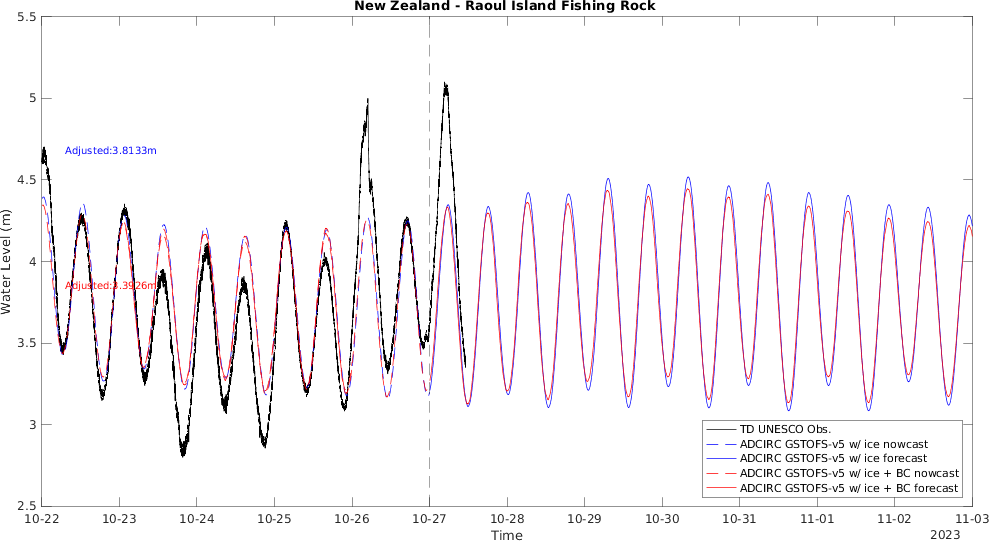 New Zealand - Raoul Island Fishing Rock
5.5
5
4.5
4
3.5
3
2.5
Water Level (m)
Adjusted:3.8133m
Adjusted:3.3926m
TD UNESCO Obs.
ADCIRC GSTOFS-v5 w/ ice nowcast
ADCIRC GSTOFS-v5 w/ ice forecast
ADCIRC GSTOFS-v5 w/ ice + BC nowcast
ADCIRC GSTOFS-v5 w/ ice + BC forecast
10-22 10-23 10-24 10-25 10-26 10-27 10-28 10-29 10-30 10-31 11-01 11-02 11-03
Time
2023